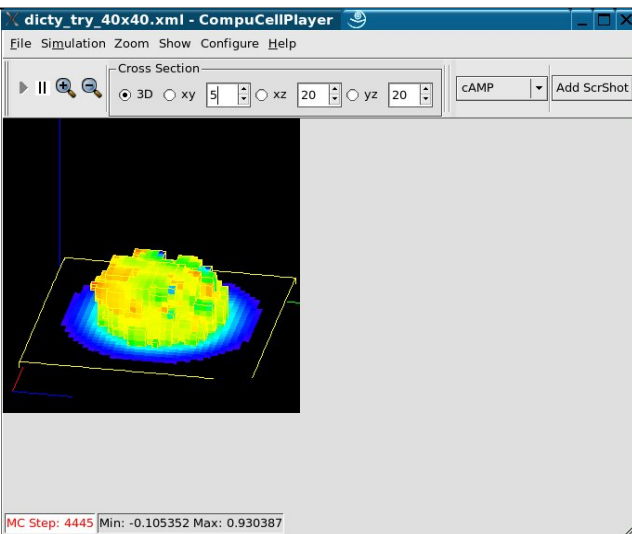 dicty_try_40x40.xml - CompuCellPlayer
File Simulation Zoom Show Configure Help
Cross Section
3D xy 5 xz 20 yz 20 cAMP Add ScrShot
MC Step: 4445 Min: -0.105352 Max: 0.930387